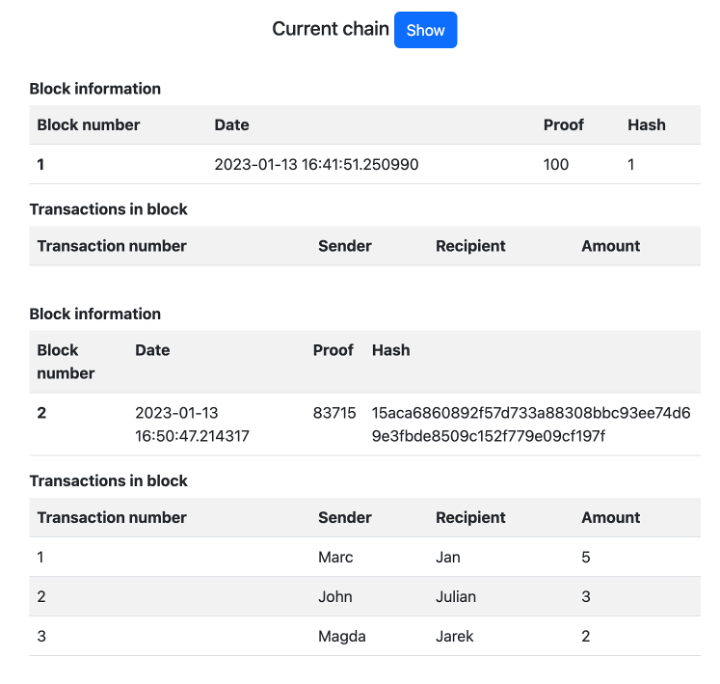 Current chain Show
Block information
Block number Date Proof Hash
1 2023-01-13 16:41:51.250990 100 1
Transactions in block
Transaction number Sender Recipient Amount
Block information
Block number Date Proof Hash
2 2023-01-13 16:50:47.214317 83715 15aca6860892f57d733a88308bbc93ee74d69e3fbde8509c152f779e09cf197f
Transactions in block
Transaction number Sender Recipient Amount
1 Marc Jan 5
2 John Julian 3
3 Magda Jarek 2